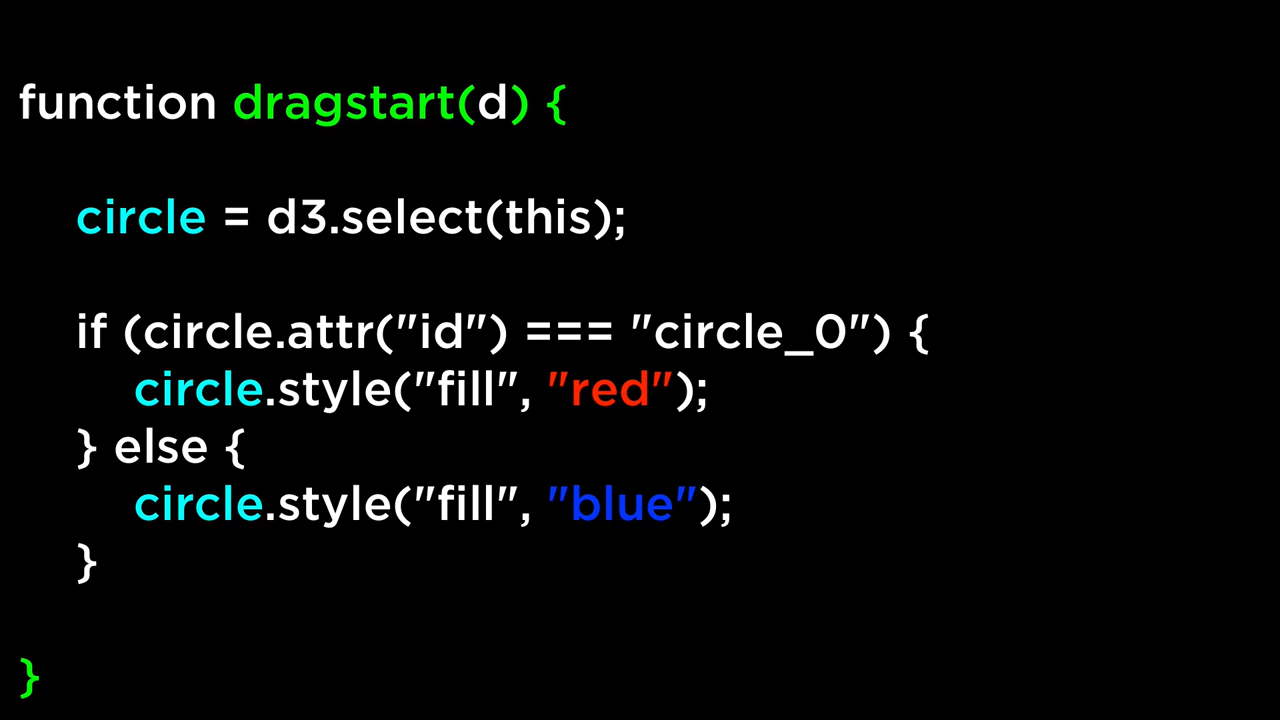 function dragstart(d) {
circle = d3.select(this);
if (circle.attr("id") === "circle_0") {
circle.style("fill", "red");
} else {
circle.style("fill", "blue");
}
}